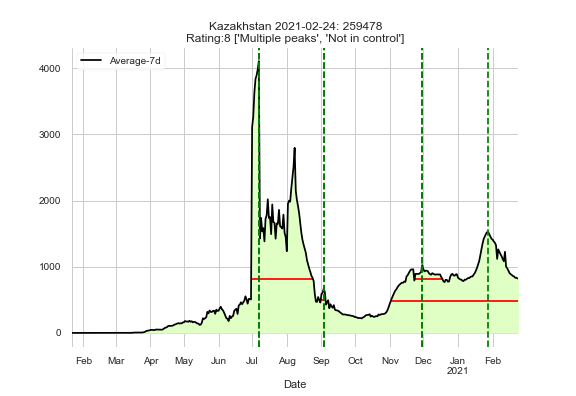 Kazakhstan 2021-02-24: 259478
Rating:8 ['Multiple peaks', 'Not in control']
Average-7d
4000
3000
2000
1000
0
Feb Mar Apr May Jun Jul Aug Sep Oct Nov Dec Jan Feb
2021
Date